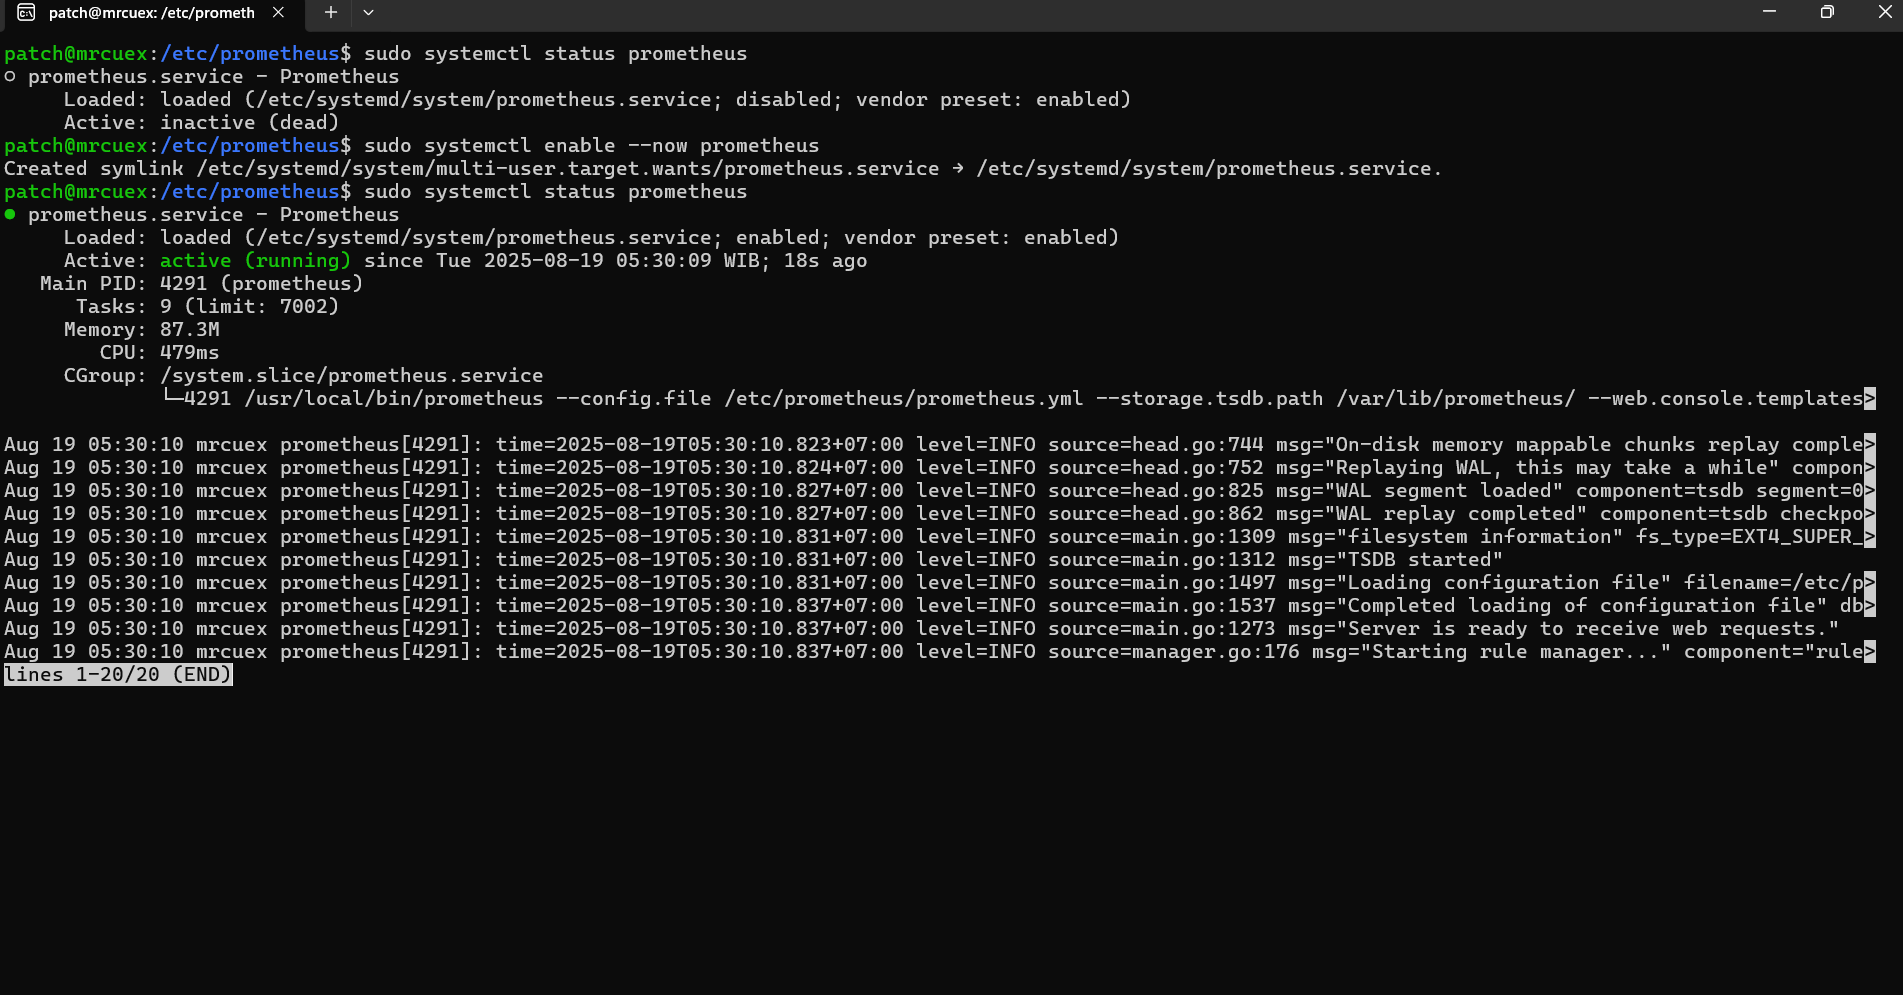 patch@mrcuex: /etc/prometh
patch@mrcuex:/etc/prometheus$ sudo systemctl status prometheus
○ prometheus.service - Prometheus
     Loaded: loaded (/etc/systemd/system/prometheus.service; disabled; vendor preset: enabled)
     Active: inactive (dead)
patch@mrcuex:/etc/prometheus$ sudo systemctl enable --now prometheus
Created symlink /etc/systemd/system/multi-user.target.wants/prometheus.service → /etc/systemd/system/prometheus.service.
patch@mrcuex:/etc/prometheus$ sudo systemctl status prometheus
● prometheus.service - Prometheus
     Loaded: loaded (/etc/systemd/system/prometheus.service; enabled; vendor preset: enabled)
     Active: active (running) since Tue 2025-08-19 05:30:09 WIB; 18s ago
   Main PID: 4291 (prometheus)
      Tasks: 9 (limit: 7002)
     Memory: 87.3M
        CPU: 479ms
     CGroup: /system.slice/prometheus.service
             └─4291 /usr/local/bin/prometheus --config.file /etc/prometheus/prometheus.yml --storage.tsdb.path /var/lib/prometheus/ --web.console.templates>
Aug 19 05:30:10 mrcuex prometheus[4291]: time=2025-08-19T05:30:10.823+07:00 level=INFO source=head.go:744 msg="On-disk memory mappable chunks replay comple>
Aug 19 05:30:10 mrcuex prometheus[4291]: time=2025-08-19T05:30:10.824+07:00 level=INFO source=head.go:752 msg="Replaying WAL, this may take a while" compon>
Aug 19 05:30:10 mrcuex prometheus[4291]: time=2025-08-19T05:30:10.827+07:00 level=INFO source=head.go:825 msg="WAL segment loaded" component=tsdb segment=0>
Aug 19 05:30:10 mrcuex prometheus[4291]: time=2025-08-19T05:30:10.827+07:00 level=INFO source=head.go:862 msg="WAL replay completed" component=tsdb checkpo>
Aug 19 05:30:10 mrcuex prometheus[4291]: time=2025-08-19T05:30:10.831+07:00 level=INFO source=main.go:1309 msg="filesystem information" fs_type=EXT4_SUPER_>
Aug 19 05:30:10 mrcuex prometheus[4291]: time=2025-08-19T05:30:10.831+07:00 level=INFO source=main.go:1312 msg="TSDB started"
Aug 19 05:30:10 mrcuex prometheus[4291]: time=2025-08-19T05:30:10.831+07:00 level=INFO source=main.go:1497 msg="Loading configuration file" filename=/etc/p>
Aug 19 05:30:10 mrcuex prometheus[4291]: time=2025-08-19T05:30:10.837+07:00 level=INFO source=main.go:1537 msg="Completed loading of configuration file" db>
Aug 19 05:30:10 mrcuex prometheus[4291]: time=2025-08-19T05:30:10.837+07:00 level=INFO source=main.go:1273 msg="Server is ready to receive web requests."
Aug 19 05:30:10 mrcuex prometheus[4291]: time=2025-08-19T05:30:10.837+07:00 level=INFO source=manager.go:176 msg="Starting rule manager..." component="rule>
lines 1-20/20 (END)